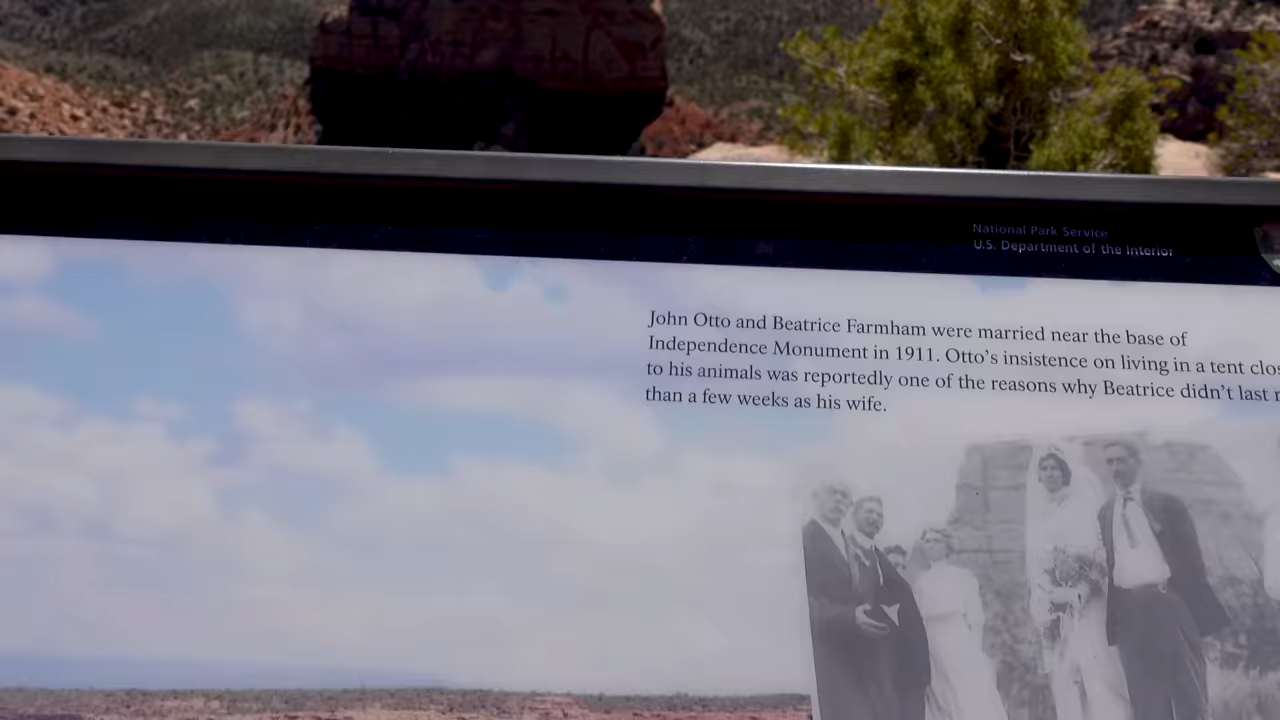 National Park Service
U.S. Department of the Interior
John Otto and Beatrice Farmham were married near the base of
Independence Monument in 1911. Otto's insistence on living in a tent
to his animals was reportedly one of the reasons why Beatrice didn't last
than a few weeks as his wife.